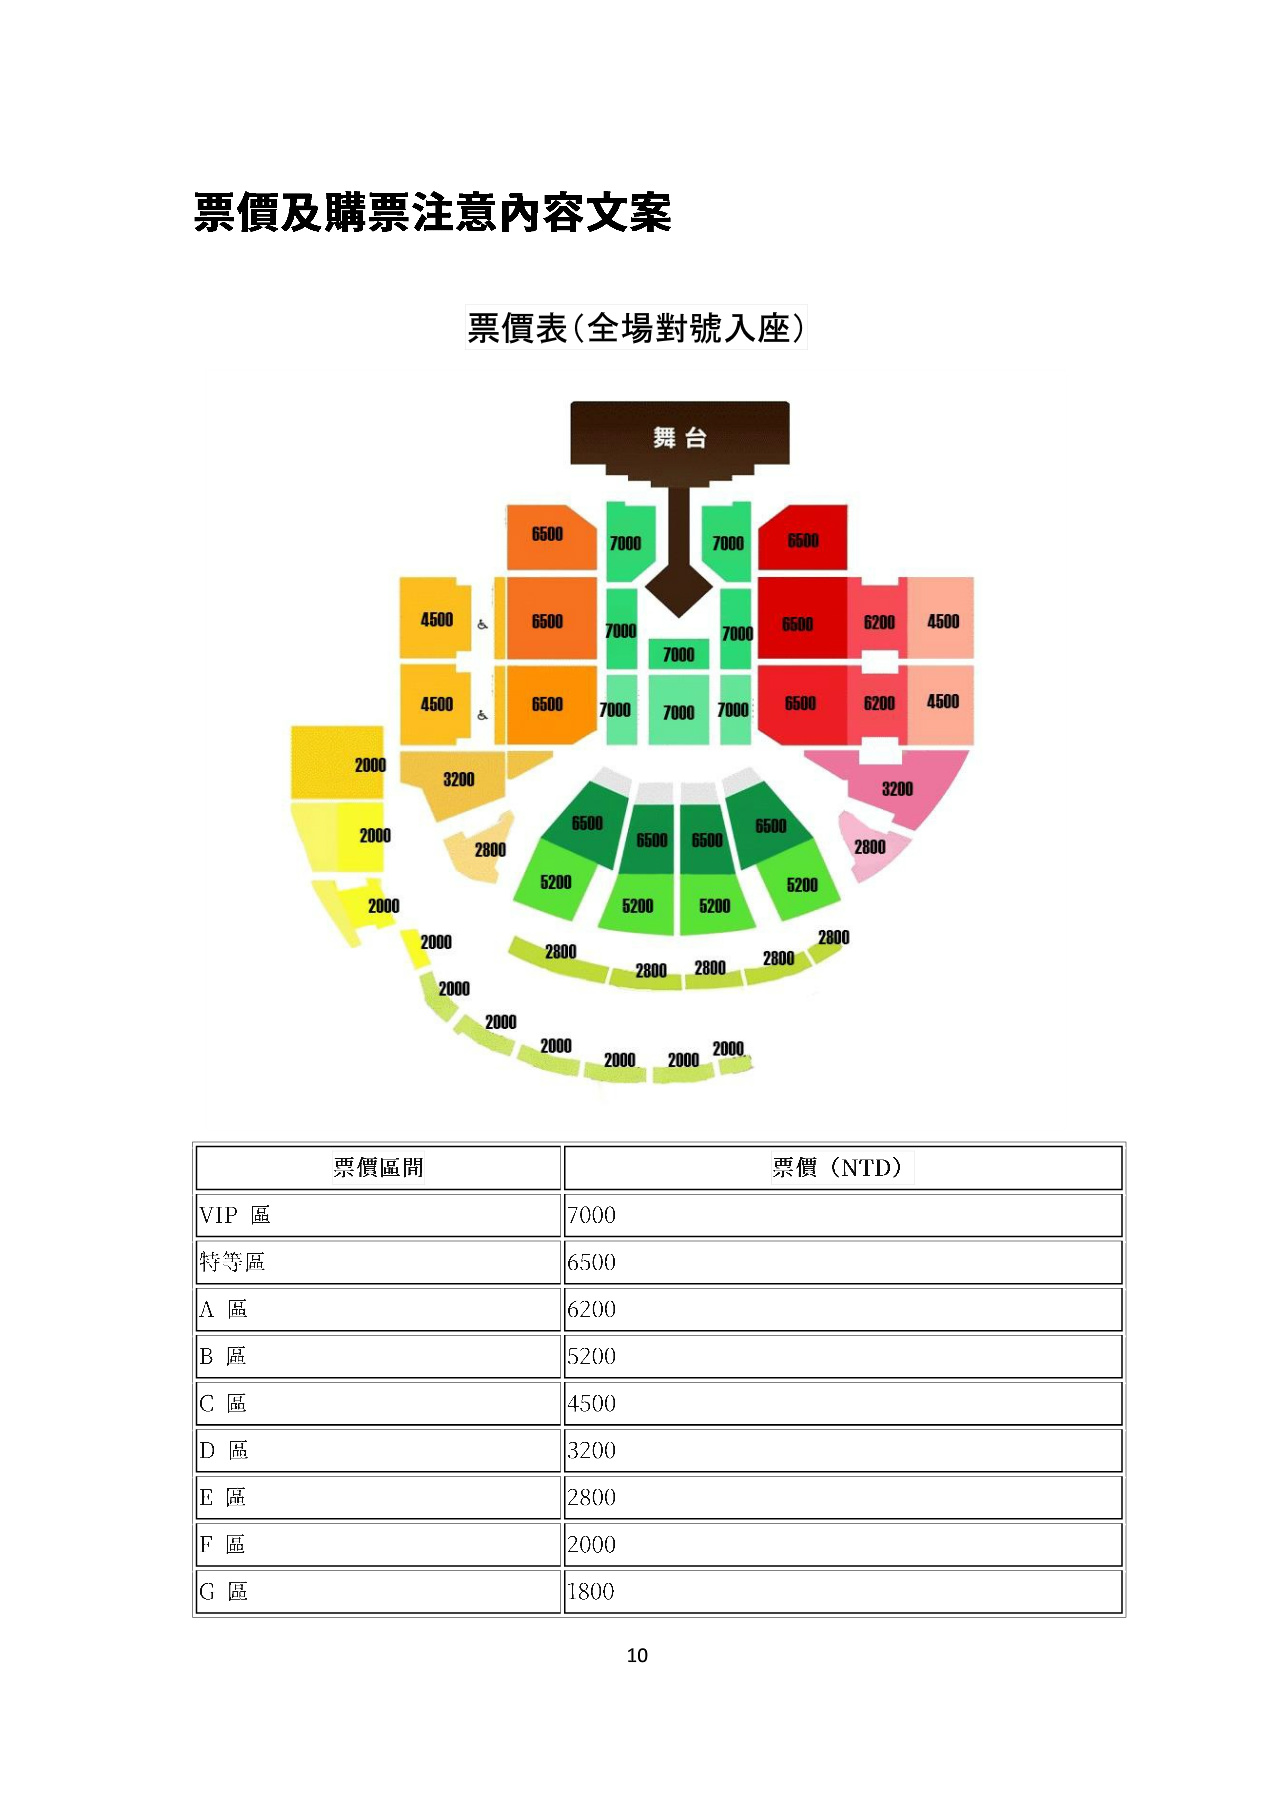 票價及購票注意內容文案
票價表(全場對號入座)
舞台
6500 7000 7000 6500
4500 6500 7000 7000 7000 6500 6200 4500
4500 6500 7000 7000 7000 6500 6200 4500
2000 3200 3200
2000 2800 6500 6500 6500 6500 2800
2000 5200 5200 5200 5200
2000 2800 2800 2800 2800 2800
2000
2000
2000 2000 2000 2000
票價區間 票價（NTD）
VIP 區 7000
特等區 6500
A 區 6200
B 區 5200
C 區 4500
D 區 3200
E 區 2800
F 區 2000
G 區 1800
10